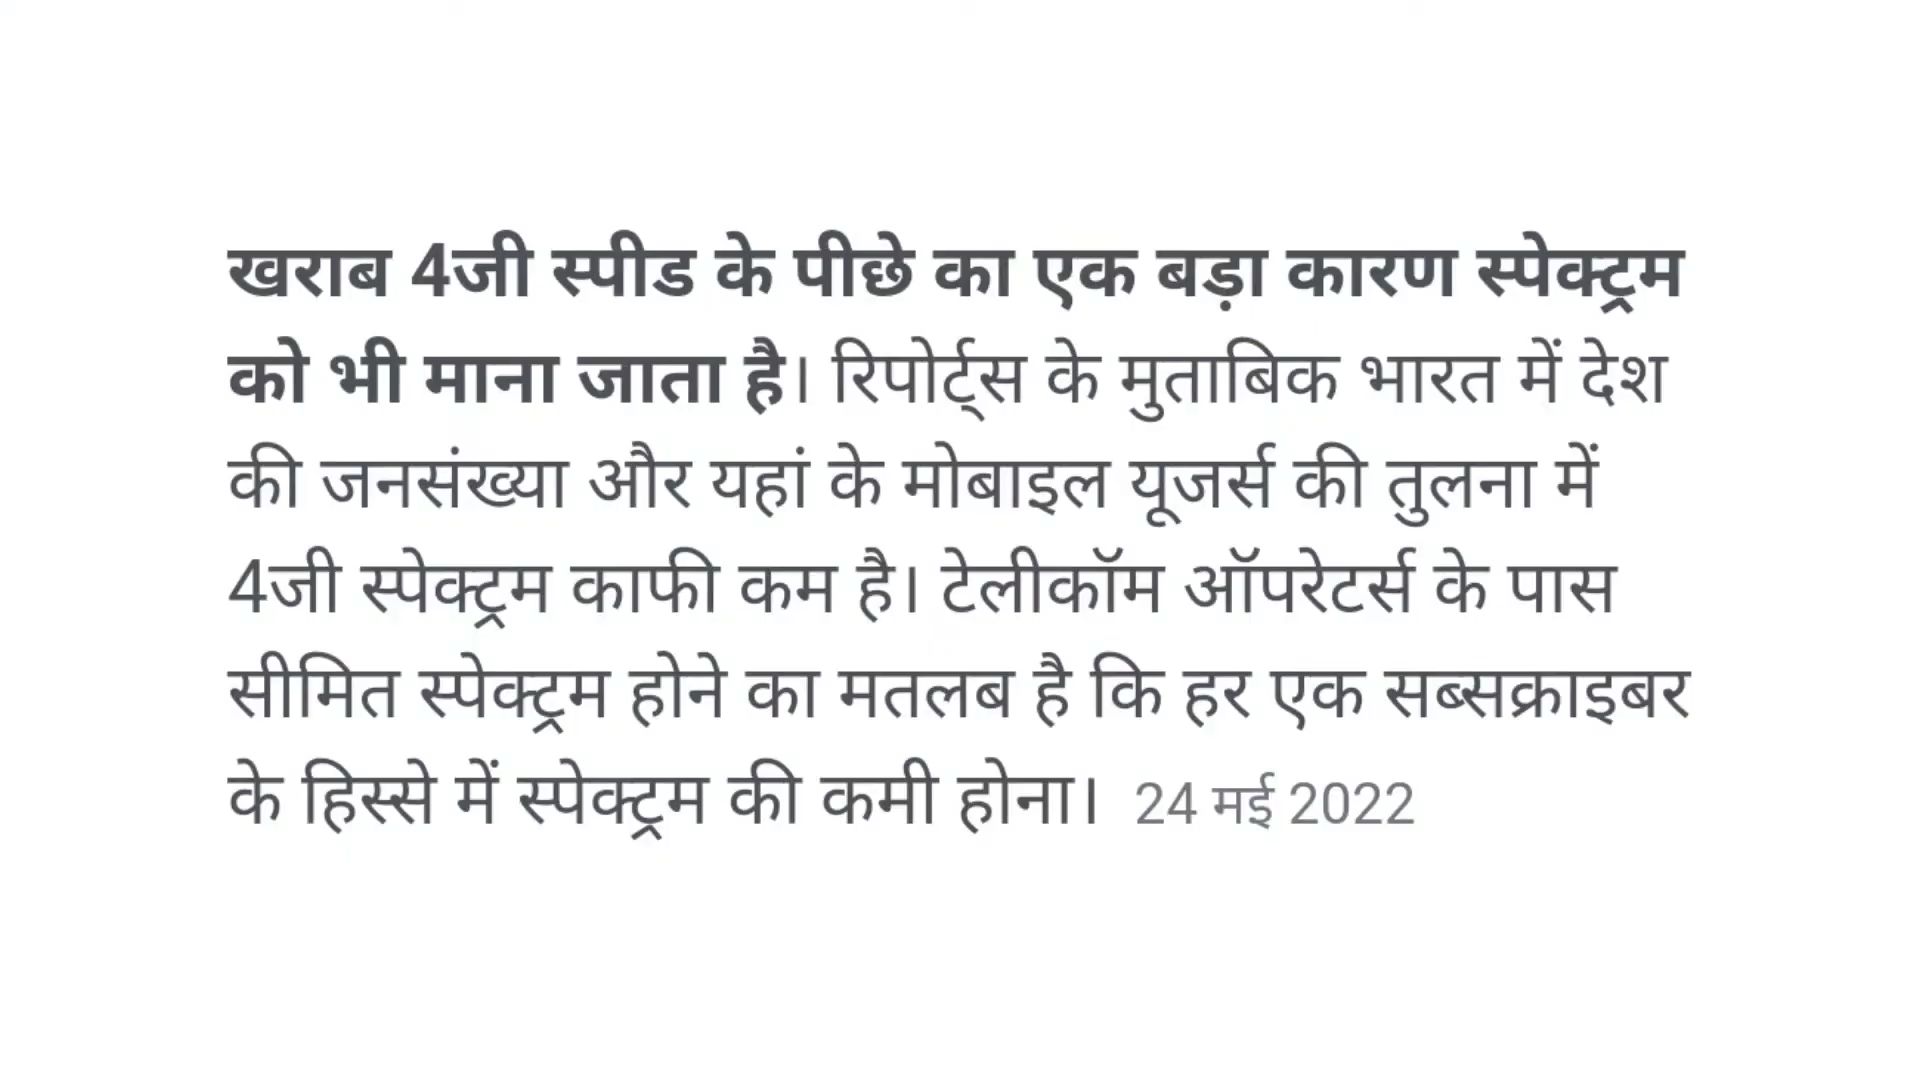 खराब 4जी स्पीड के पीछे का एक बड़ा कारण स्पेक्ट्रम
को भी माना जाता है। रिपोर्ट्स के मुताबिक भारत में देश
की जनसंख्या और यहां के मोबाइल यूजर्स की तुलना में
4जी स्पेक्ट्रम काफी कम है। टेलीकॉम ऑपरेटर्स के पास
सीमित स्पेक्ट्रम होने का मतलब है कि हर एक सब्सक्राइबर
के हिस्से में स्पेक्ट्रम की कमी होना। 24 मई 2022